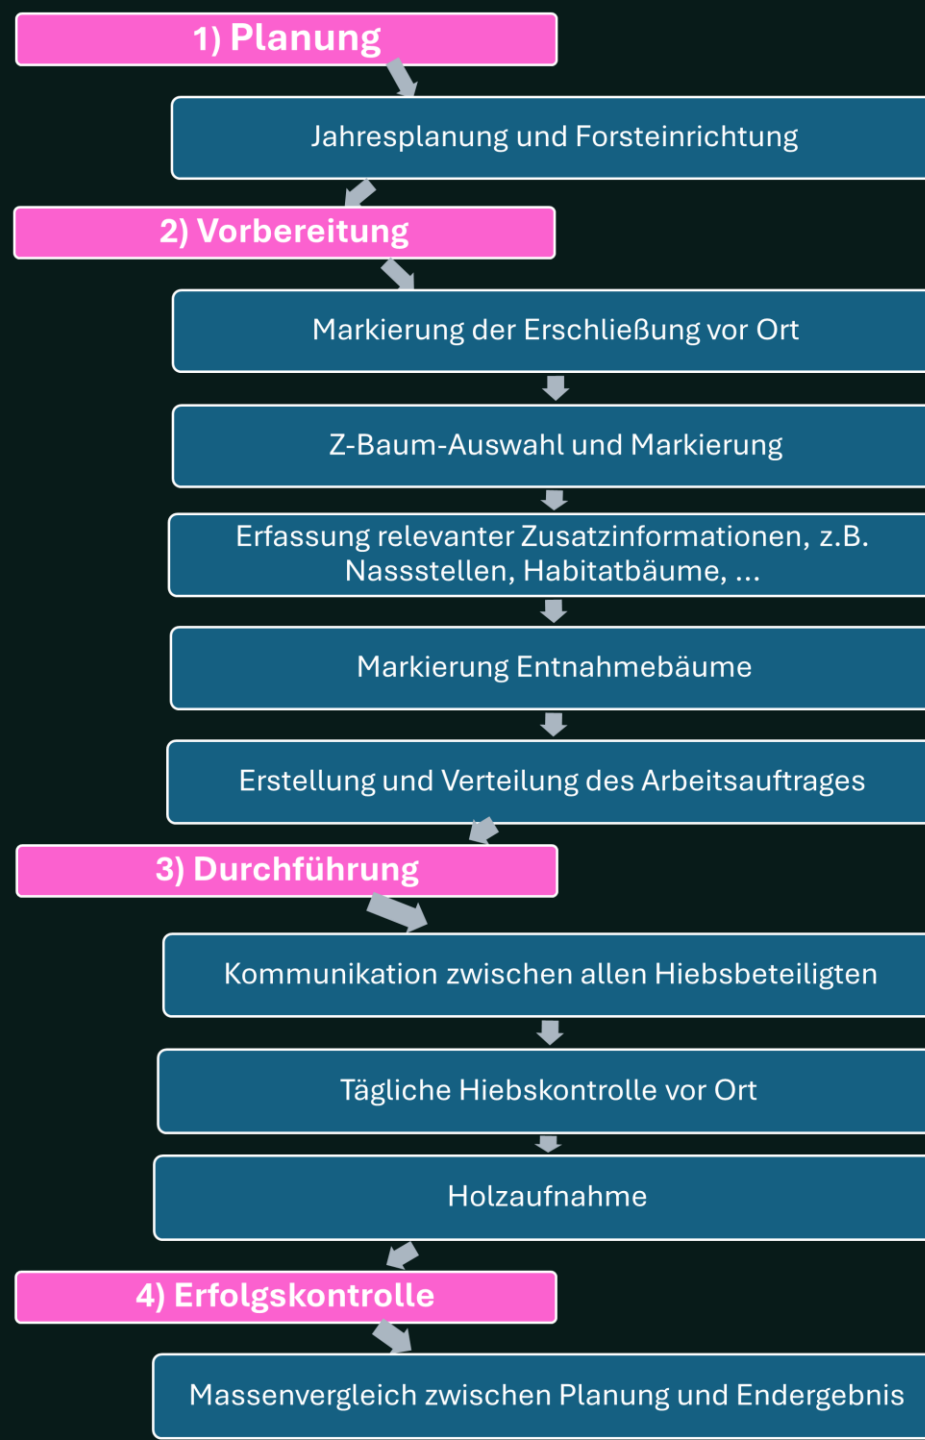 1) Planung
Jahresplanung und Forsteinrichtung
2) Vorbereitung
Markierung der Erschließung vor Ort
Z-Baum-Auswahl und Markierung
Erfassung relevanter Zusatzinformationen, z.B.
Nassstellen, Habitatbäume, ...
Markierung Entnahmebäume
Erstellung und Verteilung des Arbeitsauftrages
3) Durchführung
Kommunikation zwischen allen Hiebsbeteiligten
Tägliche Hiebskontrolle vor Ort
Holzaufnahme
4) Erfolgskontrolle
Massenvergleich zwischen Planung und Endergebnis